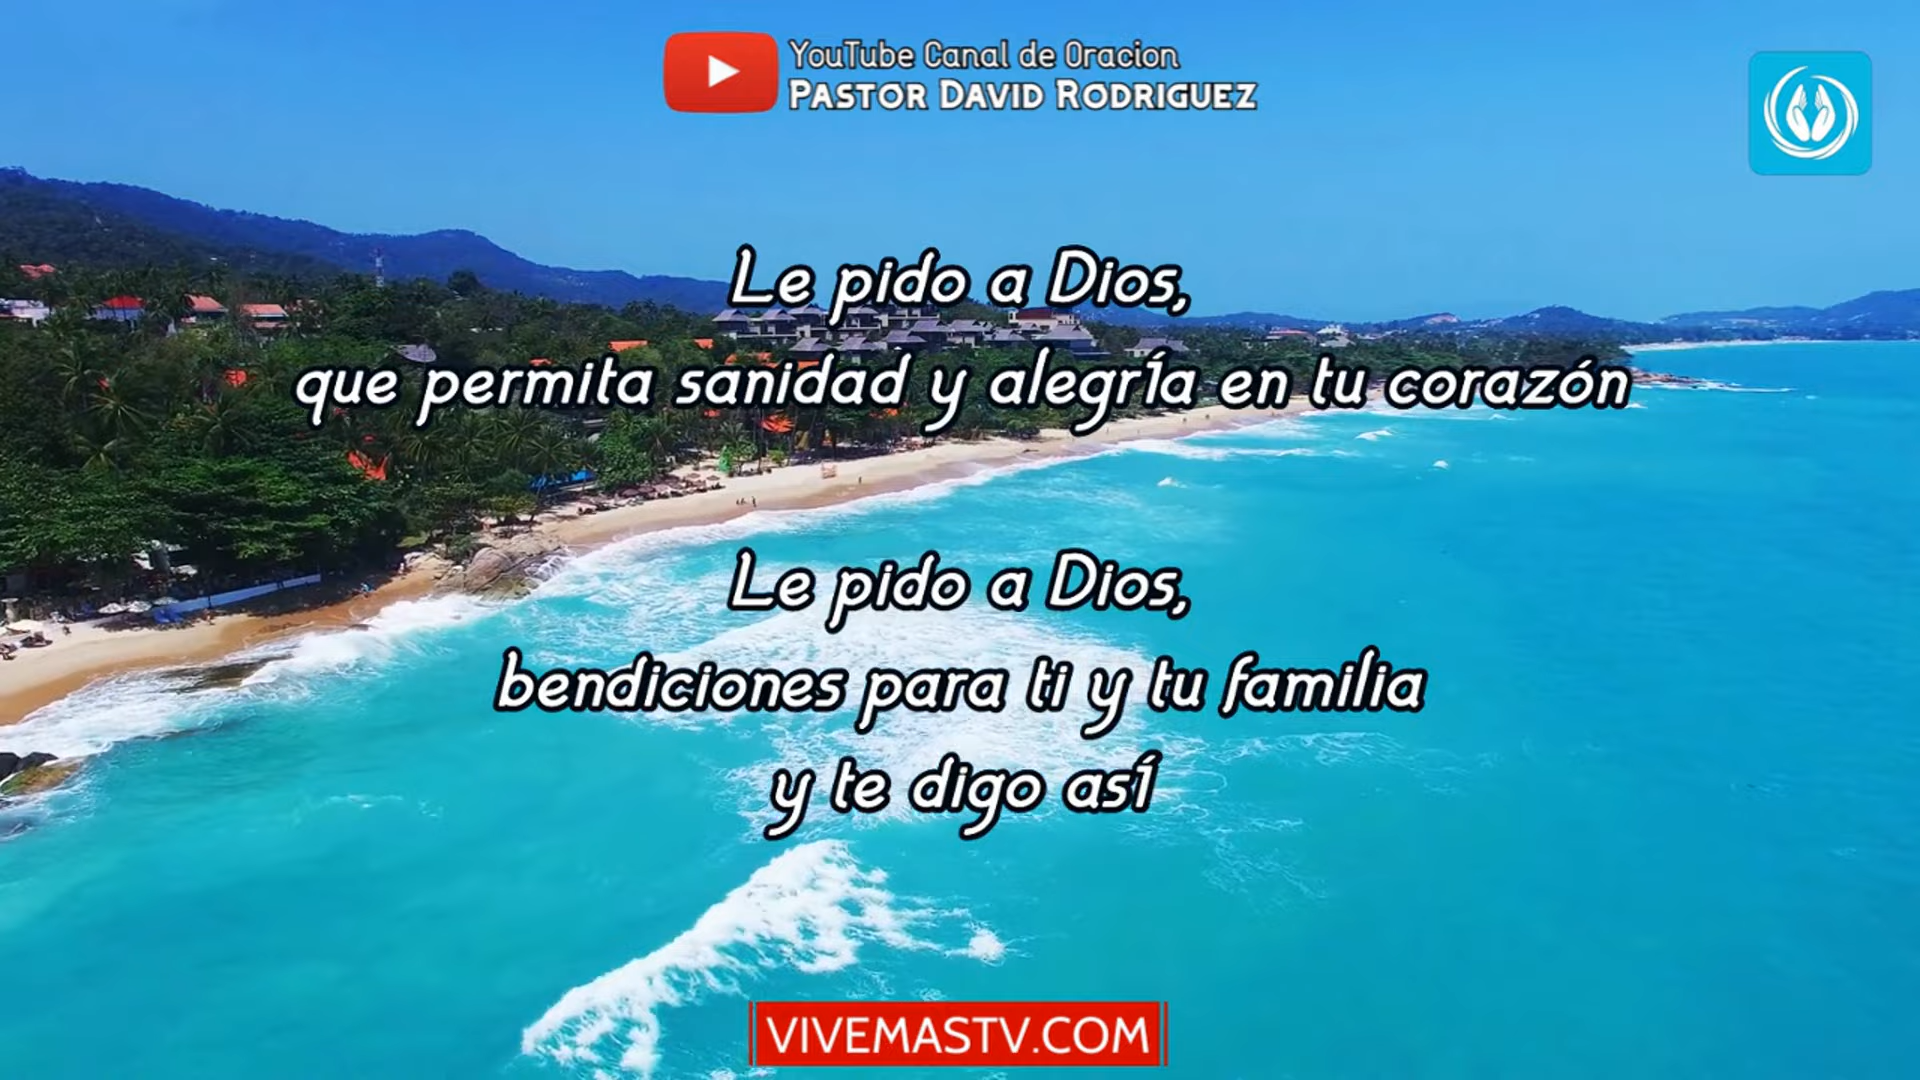 YouTube Canal de Oracion
PASTOR DAVID RODRIGUEZ
Le pido a Dios,
que permita sanidad y alegría en tu corazón
Le pido a Dios,
bendiciones para ti y tu familia
y te digo así
VIVEMASTV.COM